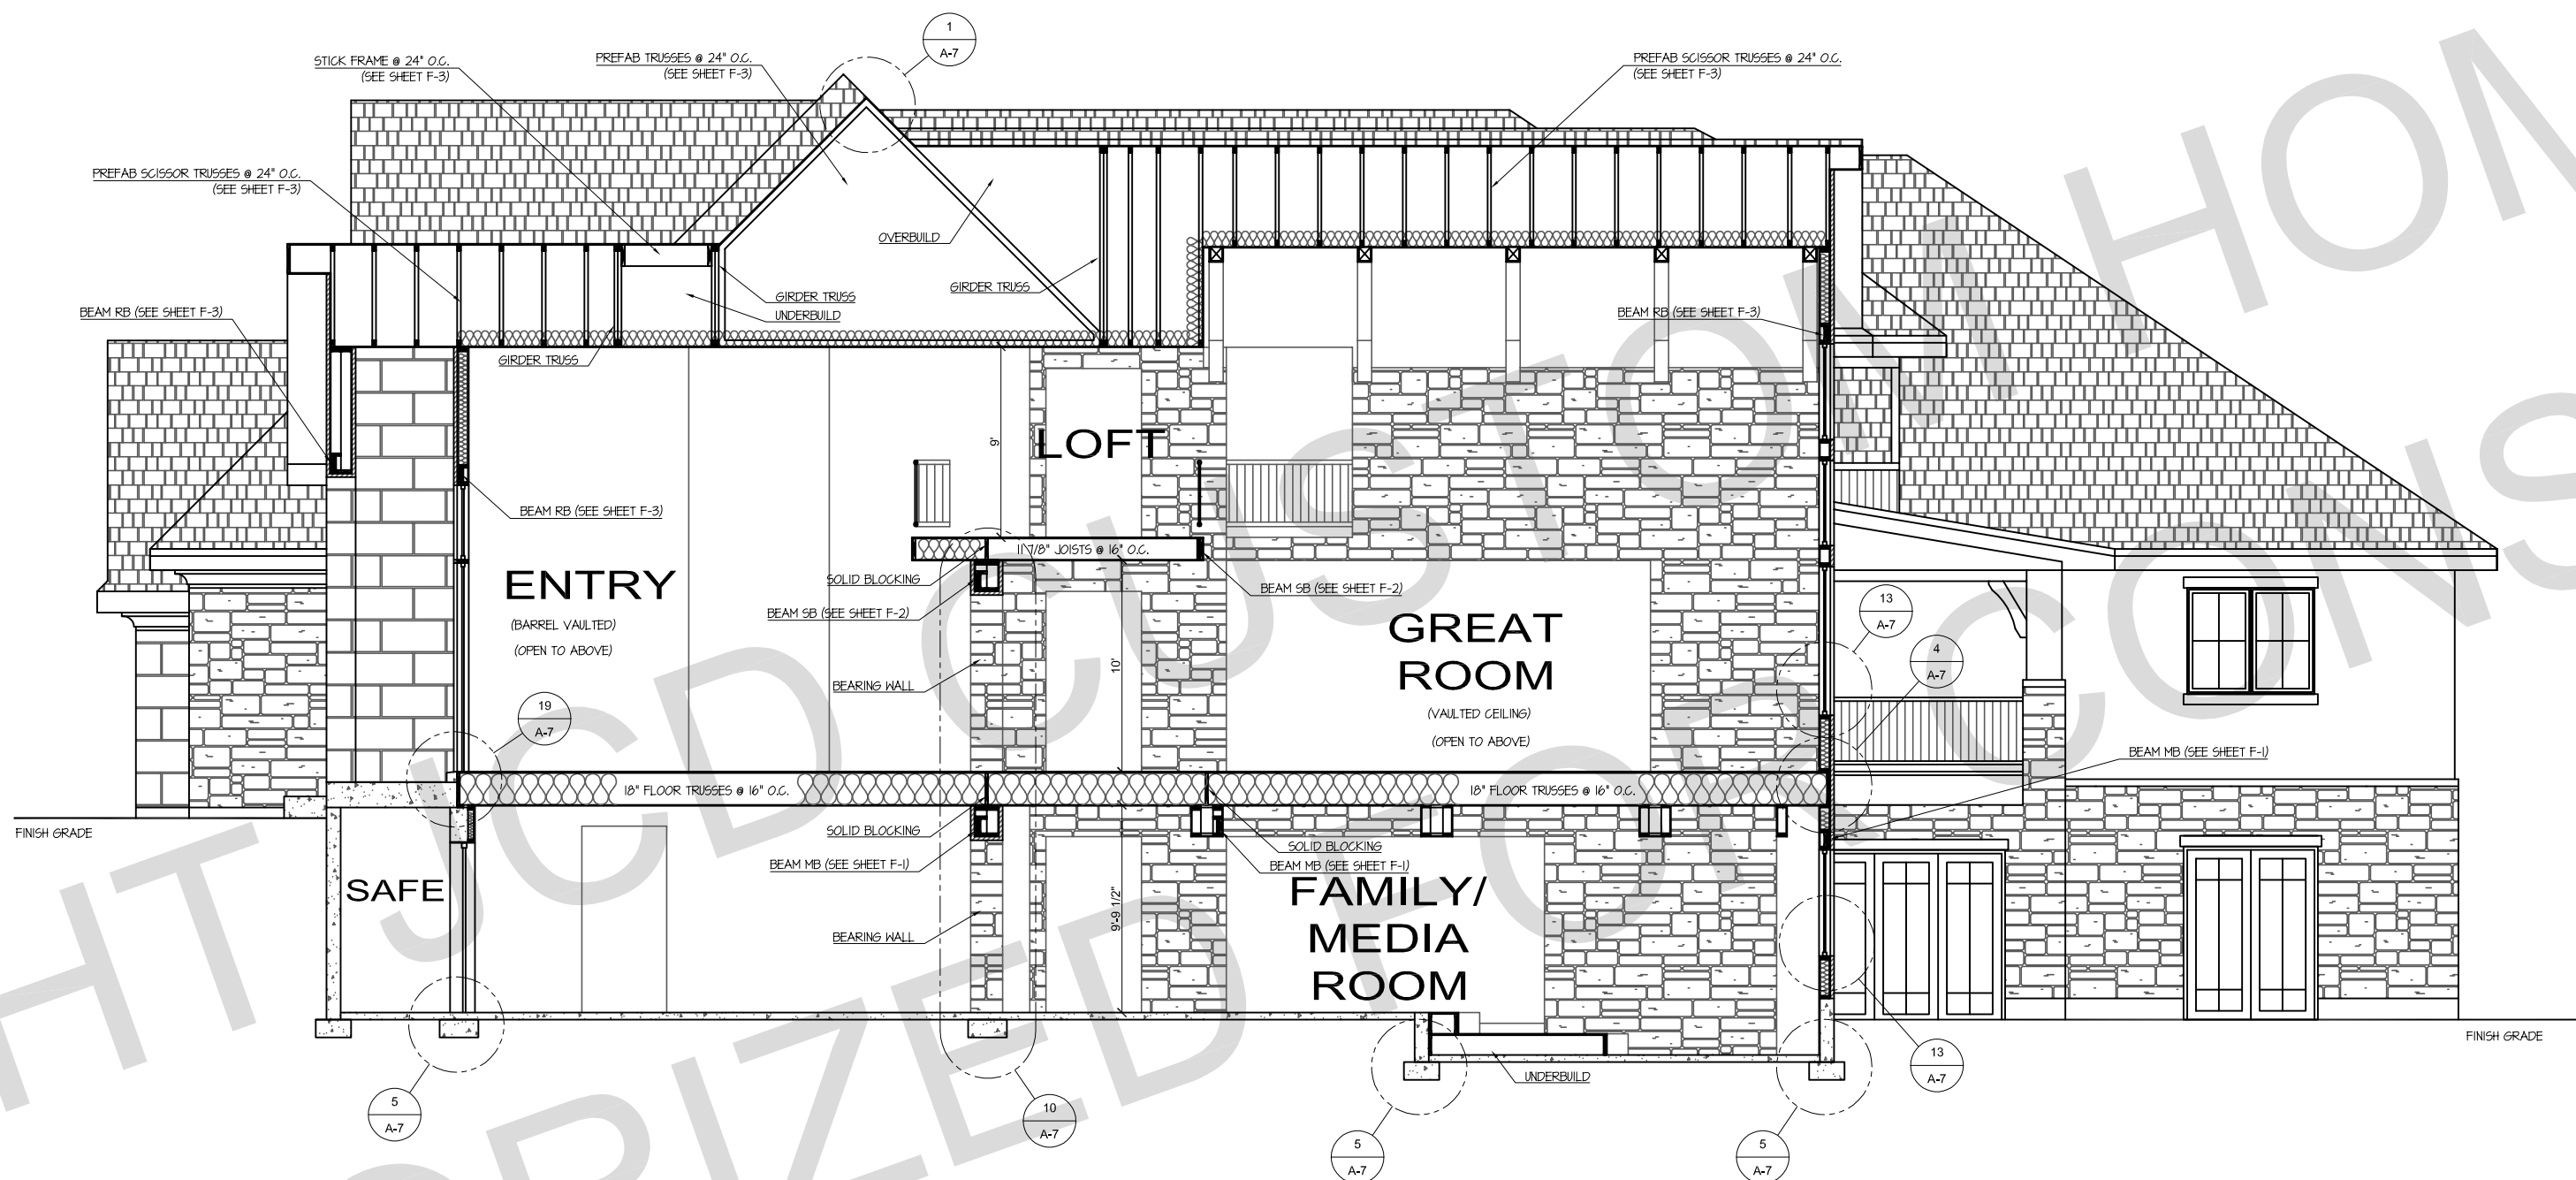 1
A-7
STICK FRAME @ 24" O.C.
(SEE SHEET F-3)
PREFAB TRUSSES @ 24" O.C.
(SEE SHEET F-3)
PREFAB SCISSOR TRUSSES @ 24" O.C.
(SEE SHEET F-3)
PREFAB SCISSOR TRUSSES @ 24" O.C.
(SEE SHEET F-3)
OVERBUILD
GIRDER TRUSS
GIRDER TRUSS
UNDERBUILD
BEAM RB (SEE SHEET F-3)
BEAM RB (SEE SHEET F-3)
GIRDER TRUSS
9'
LOFT
BEAM RB (SEE SHEET F-3)
11 7/8" JOISTS @ 16" O.C.
ENTRY
(BARREL VAULTED)
(OPEN TO ABOVE)
SOLID BLOCKING
BEAM SB (SEE SHEET F-2)
BEAM SB (SEE SHEET F-2)
BEARING WALL
10'
GREAT
ROOM
(VAULTED CEILING)
(OPEN TO ABOVE)
13
A-7
4
A-7
19
A-7
BEAM MB (SEE SHEET F-1)
18" FLOOR TRUSSES @ 16" O.C.
18" FLOOR TRUSSES @ 16" O.C.
FINISH GRADE
SOLID BLOCKING
SOLID BLOCKING
BEAM MB (SEE SHEET F-1)
BEAM MB (SEE SHEET F-1)
SAFE
FAMILY/
MEDIA
ROOM
9'-9 1/2"
BEARING WALL
FINISH GRADE
UNDERBUILD
13
A-7
5
A-7
10
A-7
5
A-7
5
A-7
HT JCD CUSTOM HOM
RIZED FOR CONS